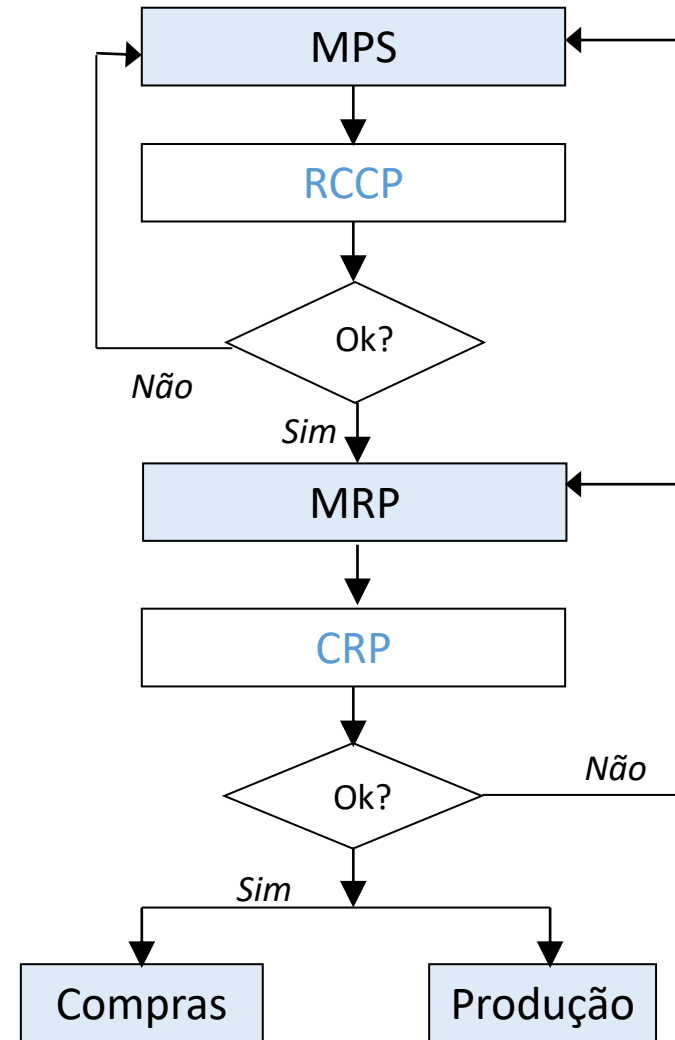 MPS
RCCP
Ok?
Não
Sim
MRP
CRP
Ok?
Não
Sim
Compras
Produção